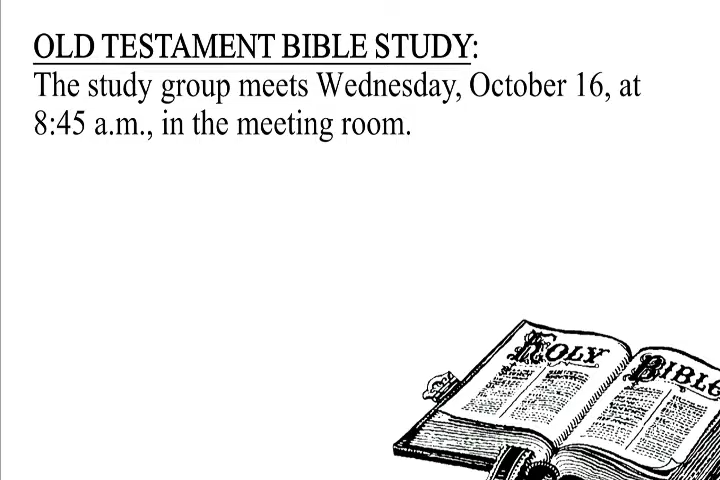 OLD TESTAMENT BIBLE STUDY:
The study group meets Wednesday, October 16, at
8:45 a.m., in the meeting room.
HOLY BIBLE